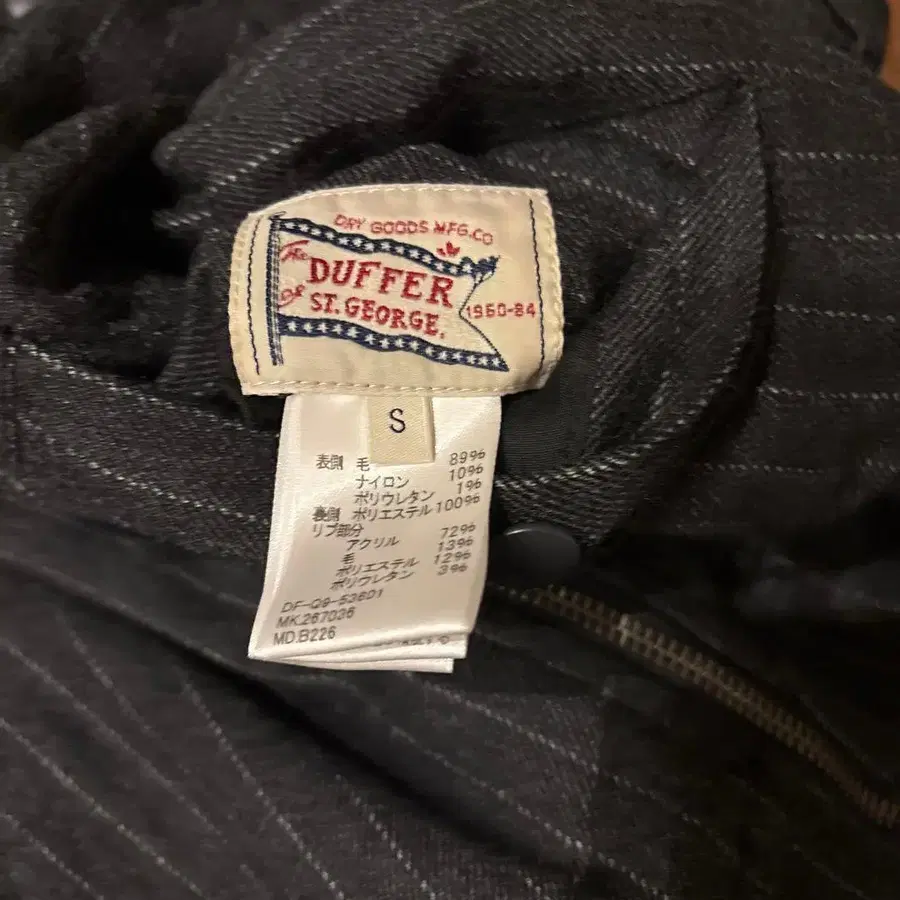 DRY GOODS MFG.CO
The DUFFER
of ST. GEORGE.
1960-84
S
表側 毛 89%
ナイロン 10%
ポリウレタン 1%
裏側 ポリエステル 100%
リブ部分
アクリル 72%
毛 13%
ポリエステル 12%
ポリウレタン 3%
DF-Q9-53601
MK.267036
MD.B226